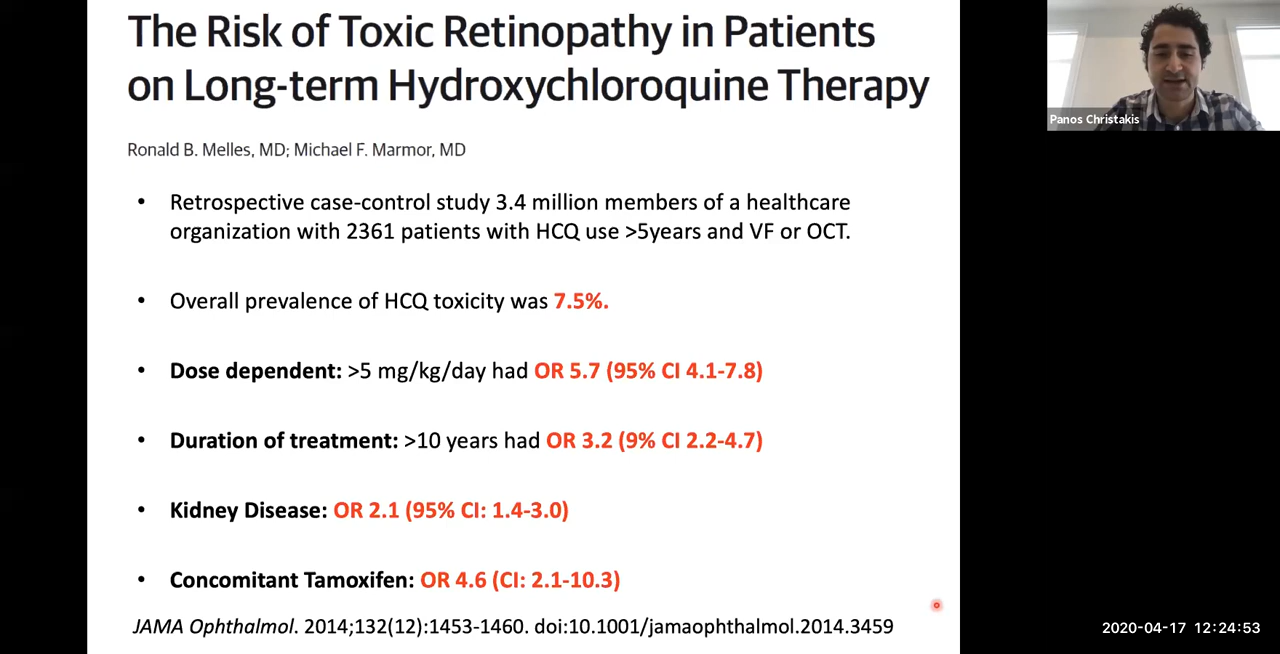 The Risk of Toxic Retinopathy in Patients
on Long-term Hydroxychloroquine Therapy
Panos Christakis
Ronald B. Melles, MD; Michael F. Marmor, MD
• Retrospective case-control study 3.4 million members of a healthcare
organization with 2361 patients with HCQ use >5years and VF or OCT.
• Overall prevalence of HCQ toxicity was 7.5%.
• Dose dependent: >5 mg/kg/day had OR 5.7 (95% CI 4.1-7.8)
• Duration of treatment: >10 years had OR 3.2 (9% CI 2.2-4.7)
• Kidney Disease: OR 2.1 (95% CI: 1.4-3.0)
• Concomitant Tamoxifen: OR 4.6 (CI: 2.1-10.3)
JAMA Ophthalmol. 2014;132(12):1453-1460. doi:10.1001/jamaophthalmol.2014.3459
2020-04-17 12:24:53